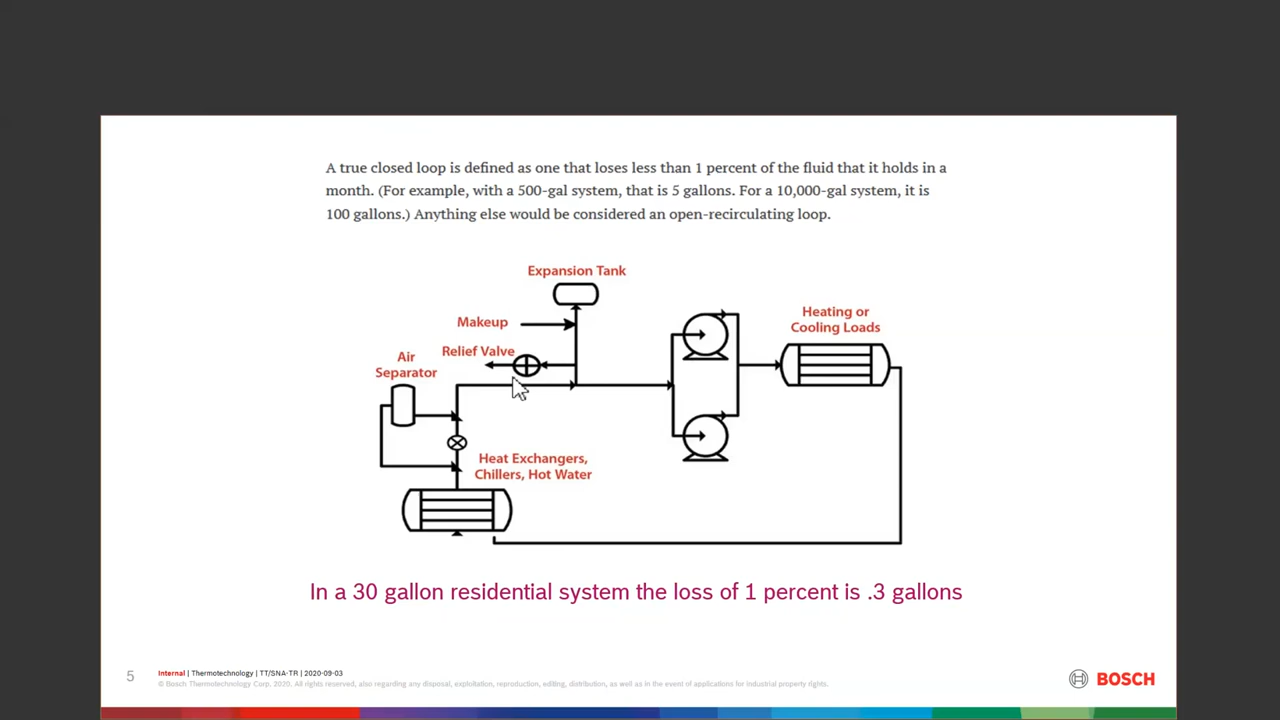 A true closed loop is defined as one that loses less than 1 percent of the fluid that it holds in a
month. (For example, with a 500-gal system, that is 5 gallons. For a 10,000-gal system, it is
100 gallons.) Anything else would be considered an open-recirculating loop.
Expansion Tank
Makeup
Relief Valve
Air
Separator
Heating or
Cooling Loads
Heat Exchangers,
Chillers, Hot Water
In a 30 gallon residential system the loss of 1 percent is .3 gallons
5
Internal | Thermotechnology | TT/SNA-TR | 2020-09-03
© Bosch Thermotechnology Corp. 2020. All rights reserved, also regarding any disposal, exploitation, reproduction, editing, distribution, as well as in the event of applications for industrial property rights.
BOSCH